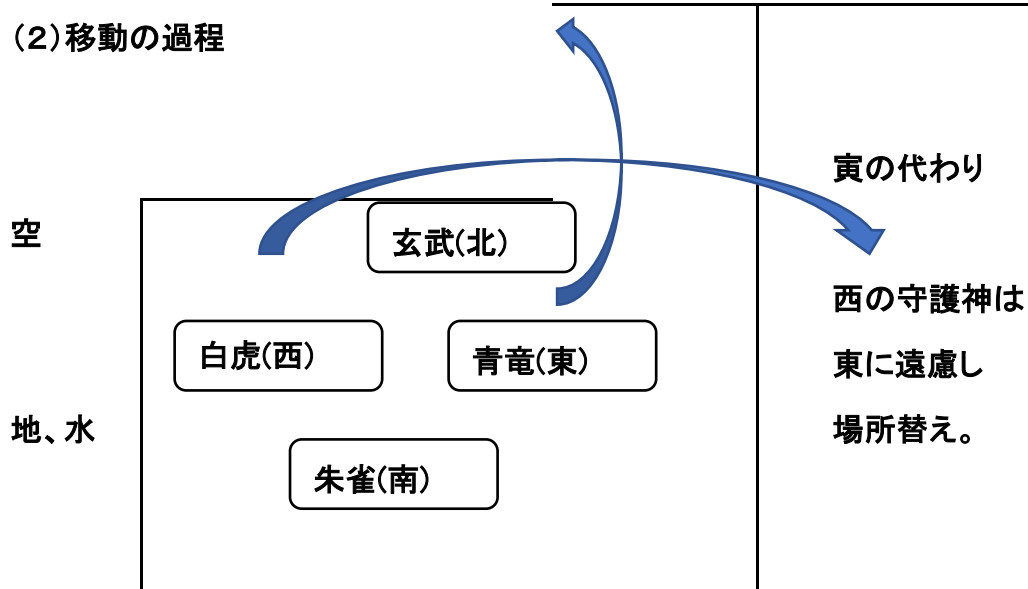 （２）移動の過程
寅の代わり
空
玄武(北)
西の守護神は
白虎(西)
青竜(東)
東に遠慮し
地、水
場所替え。
朱雀(南)